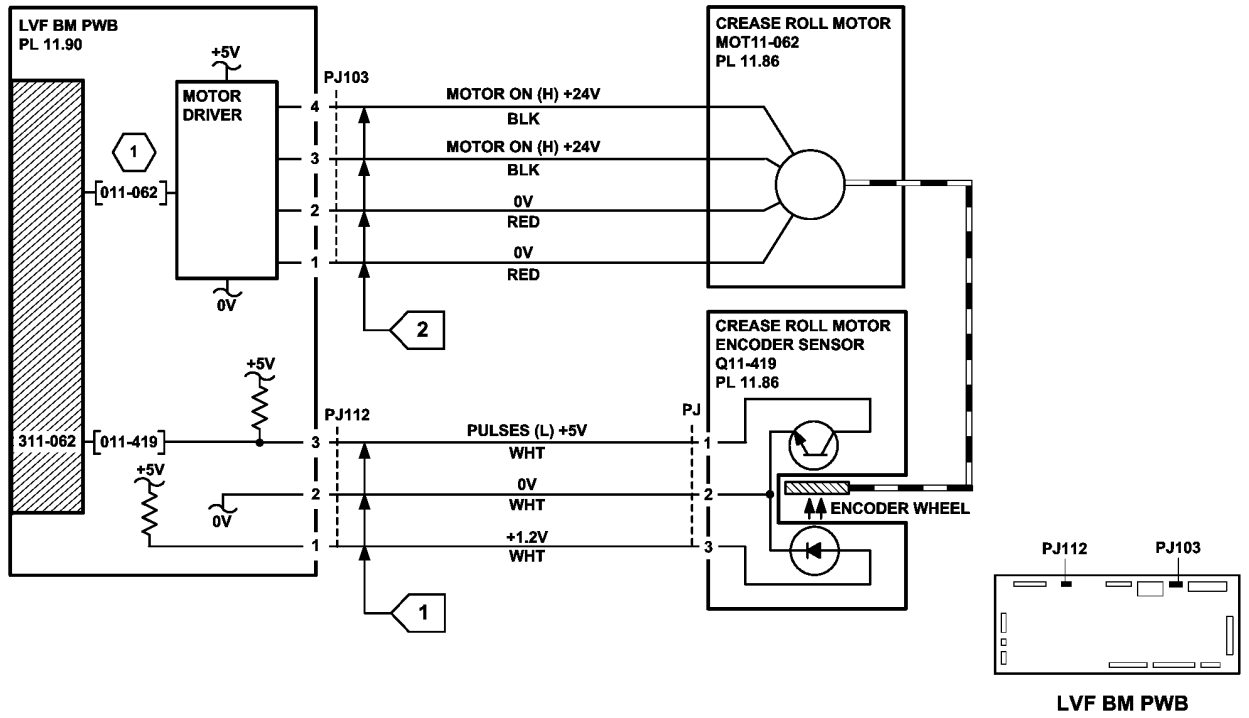 LVF BM PWB
PL 11.90
+5V
MOTOR
DRIVER
1
011-062
0V
PJ103
4
3
2
1
MOTOR ON (H) +24V
BLK
MOTOR ON (H) +24V
BLK
0V
RED
0V
RED
2
CREASE ROLL MOTOR
MOT11-062
PL 11.86
+5V
311-062
011-419
+5V
0V
PJ112
3
2
1
PULSES (L) +5V
WHT
0V
WHT
+1.2V
WHT
1
PJ
1
2
3
CREASE ROLL MOTOR
ENCODER SENSOR
Q11-419
PL 11.86
ENCODER WHEEL
PJ112
PJ103
LVF BM PWB